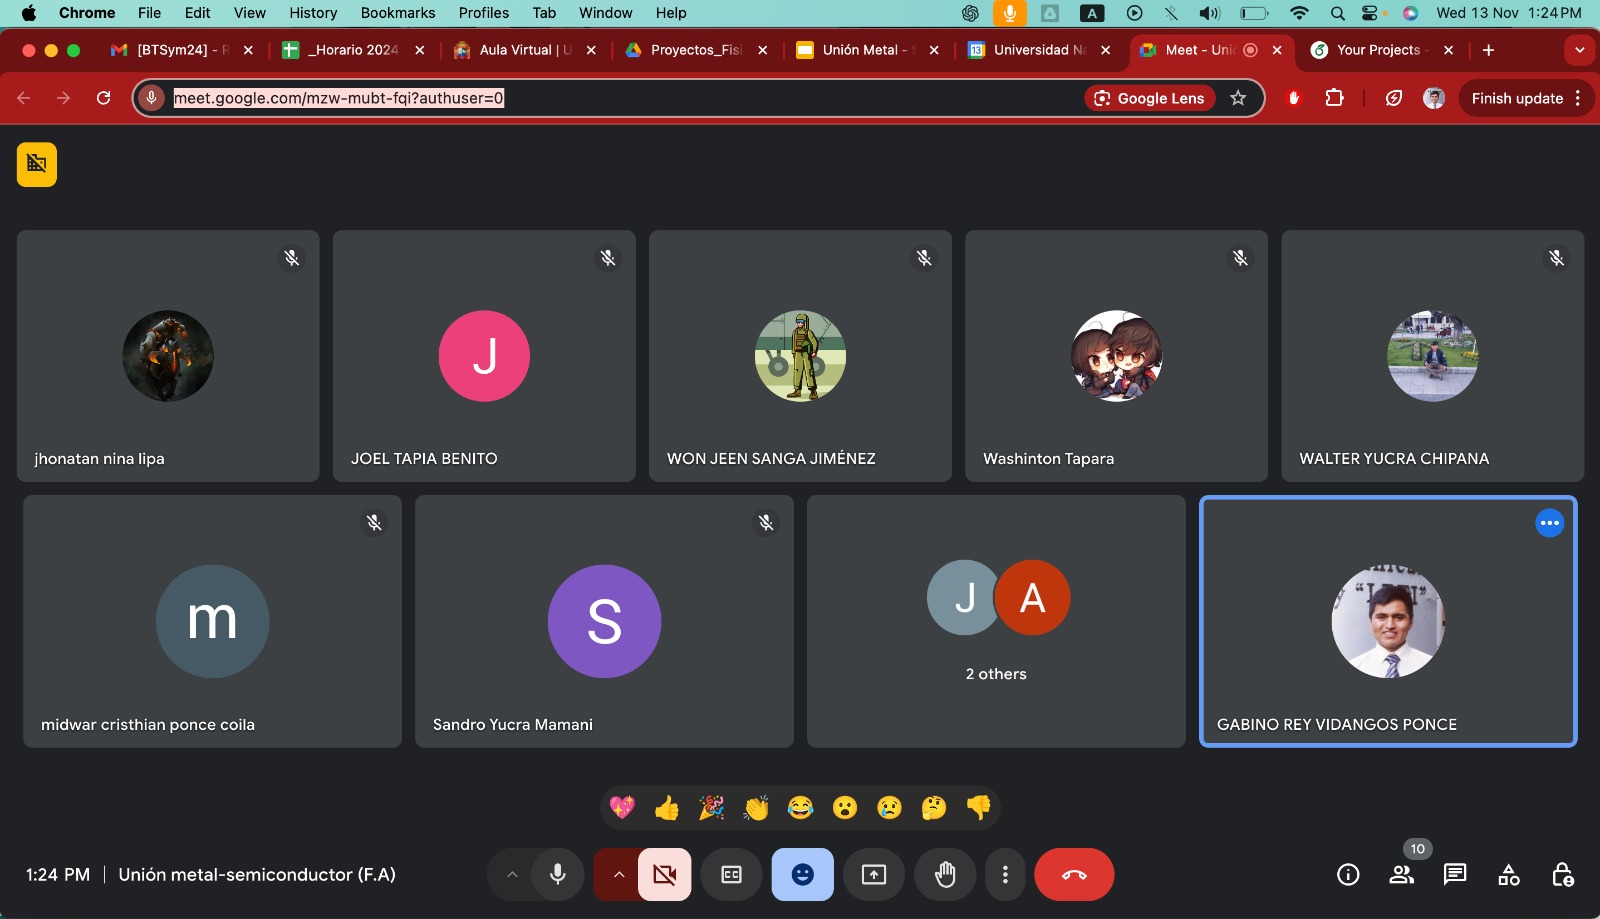 Chrome File Edit View History Bookmarks Profiles Tab Window Help A Wed 13 Nov 1:24PM
[BTSym24] - R _Horario 2024 Aula Virtual | U Proyectos_Fisi Unión Metal - S 13 Universidad Na Meet - Unió Your Projects -
meet.google.com/mzw-mubt-fqi?authuser=0 Google Lens Finish update
J
jhonatan nina lipa JOEL TAPIA BENITO WON JEEN SANGA JIMÉNEZ Washinton Tapara WALTER YUCRA CHIPANA
m S J A
2 others
midwar cristhian ponce coila Sandro Yucra Mamani GABINO REY VIDANGOS PONCE
1:24 PM | Unión metal-semiconductor (F.A) CC 10